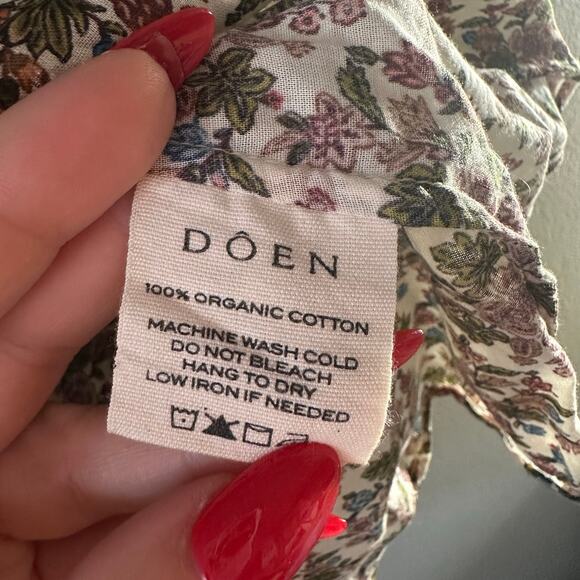 DÔEN
100% ORGANIC COTTON
MACHINE WASH COLD
DO NOT BLEACH
HANG TO DRY
LOW IRON IF NEEDED